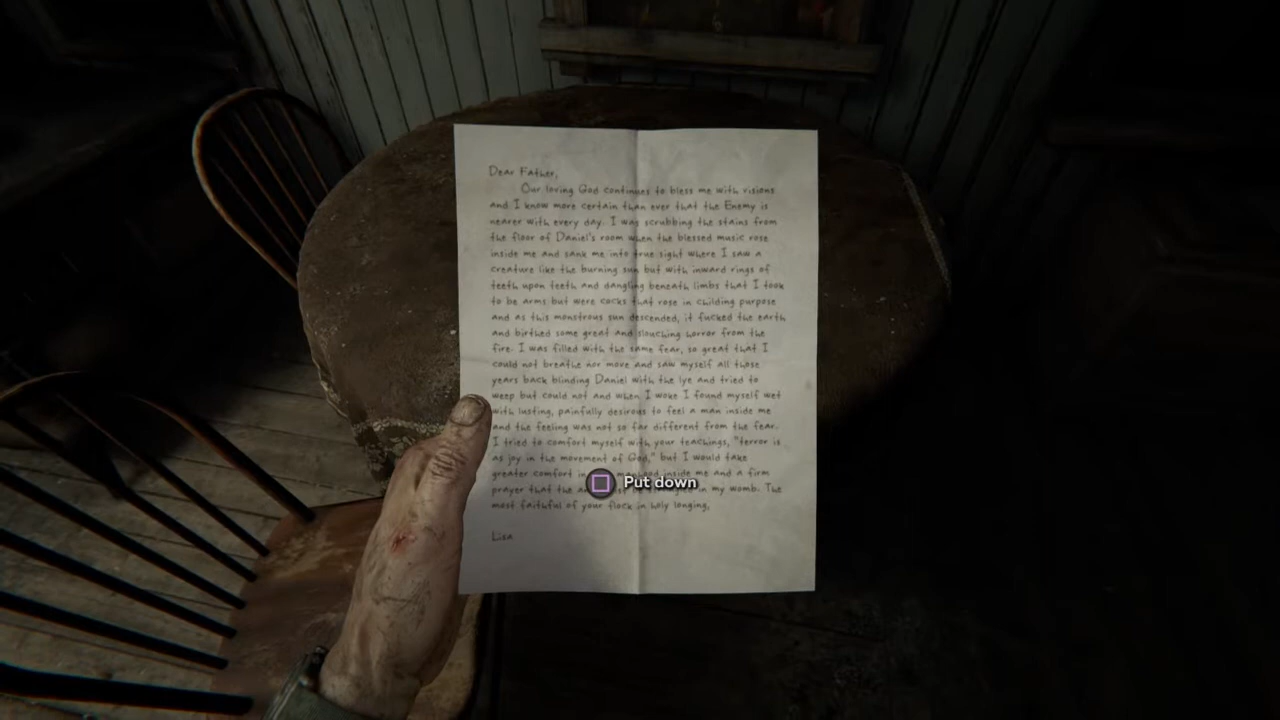 Dear Father,
Our loving God continues to bless me with visions
and I know more certain than ever that the Enemy is
nearer with every day. I was scrubbing the stains from
the floor of Daniel's room when the blessed music rose
inside me and sank me into true sight where I saw a
creature like the burning sun but with inward rings of
teeth upon teeth and dangling beneath limbs that I took
to be arms but were cocks that rose in childing purpose
and as this monstrous sun descended, it fucked the earth
and birthed some great and slouching horror from the
fire. I was filled with the same fear, so great that I
could not breathe nor move and saw myself all those
years back blinding Daniel with the lye and tried to
weep but could not and when I woke I found myself wet
with lusting, painfully desirous to feel a man inside me
and the feeling was not so far different from the fear.
I tried to comfort myself with your teachings, "terror is
as joy in the movement of God," but I would take
greater comfort in inside me and a firm
prayer that the in my womb. The
most faithful of your flock in holy longing,
Lisa
Put down